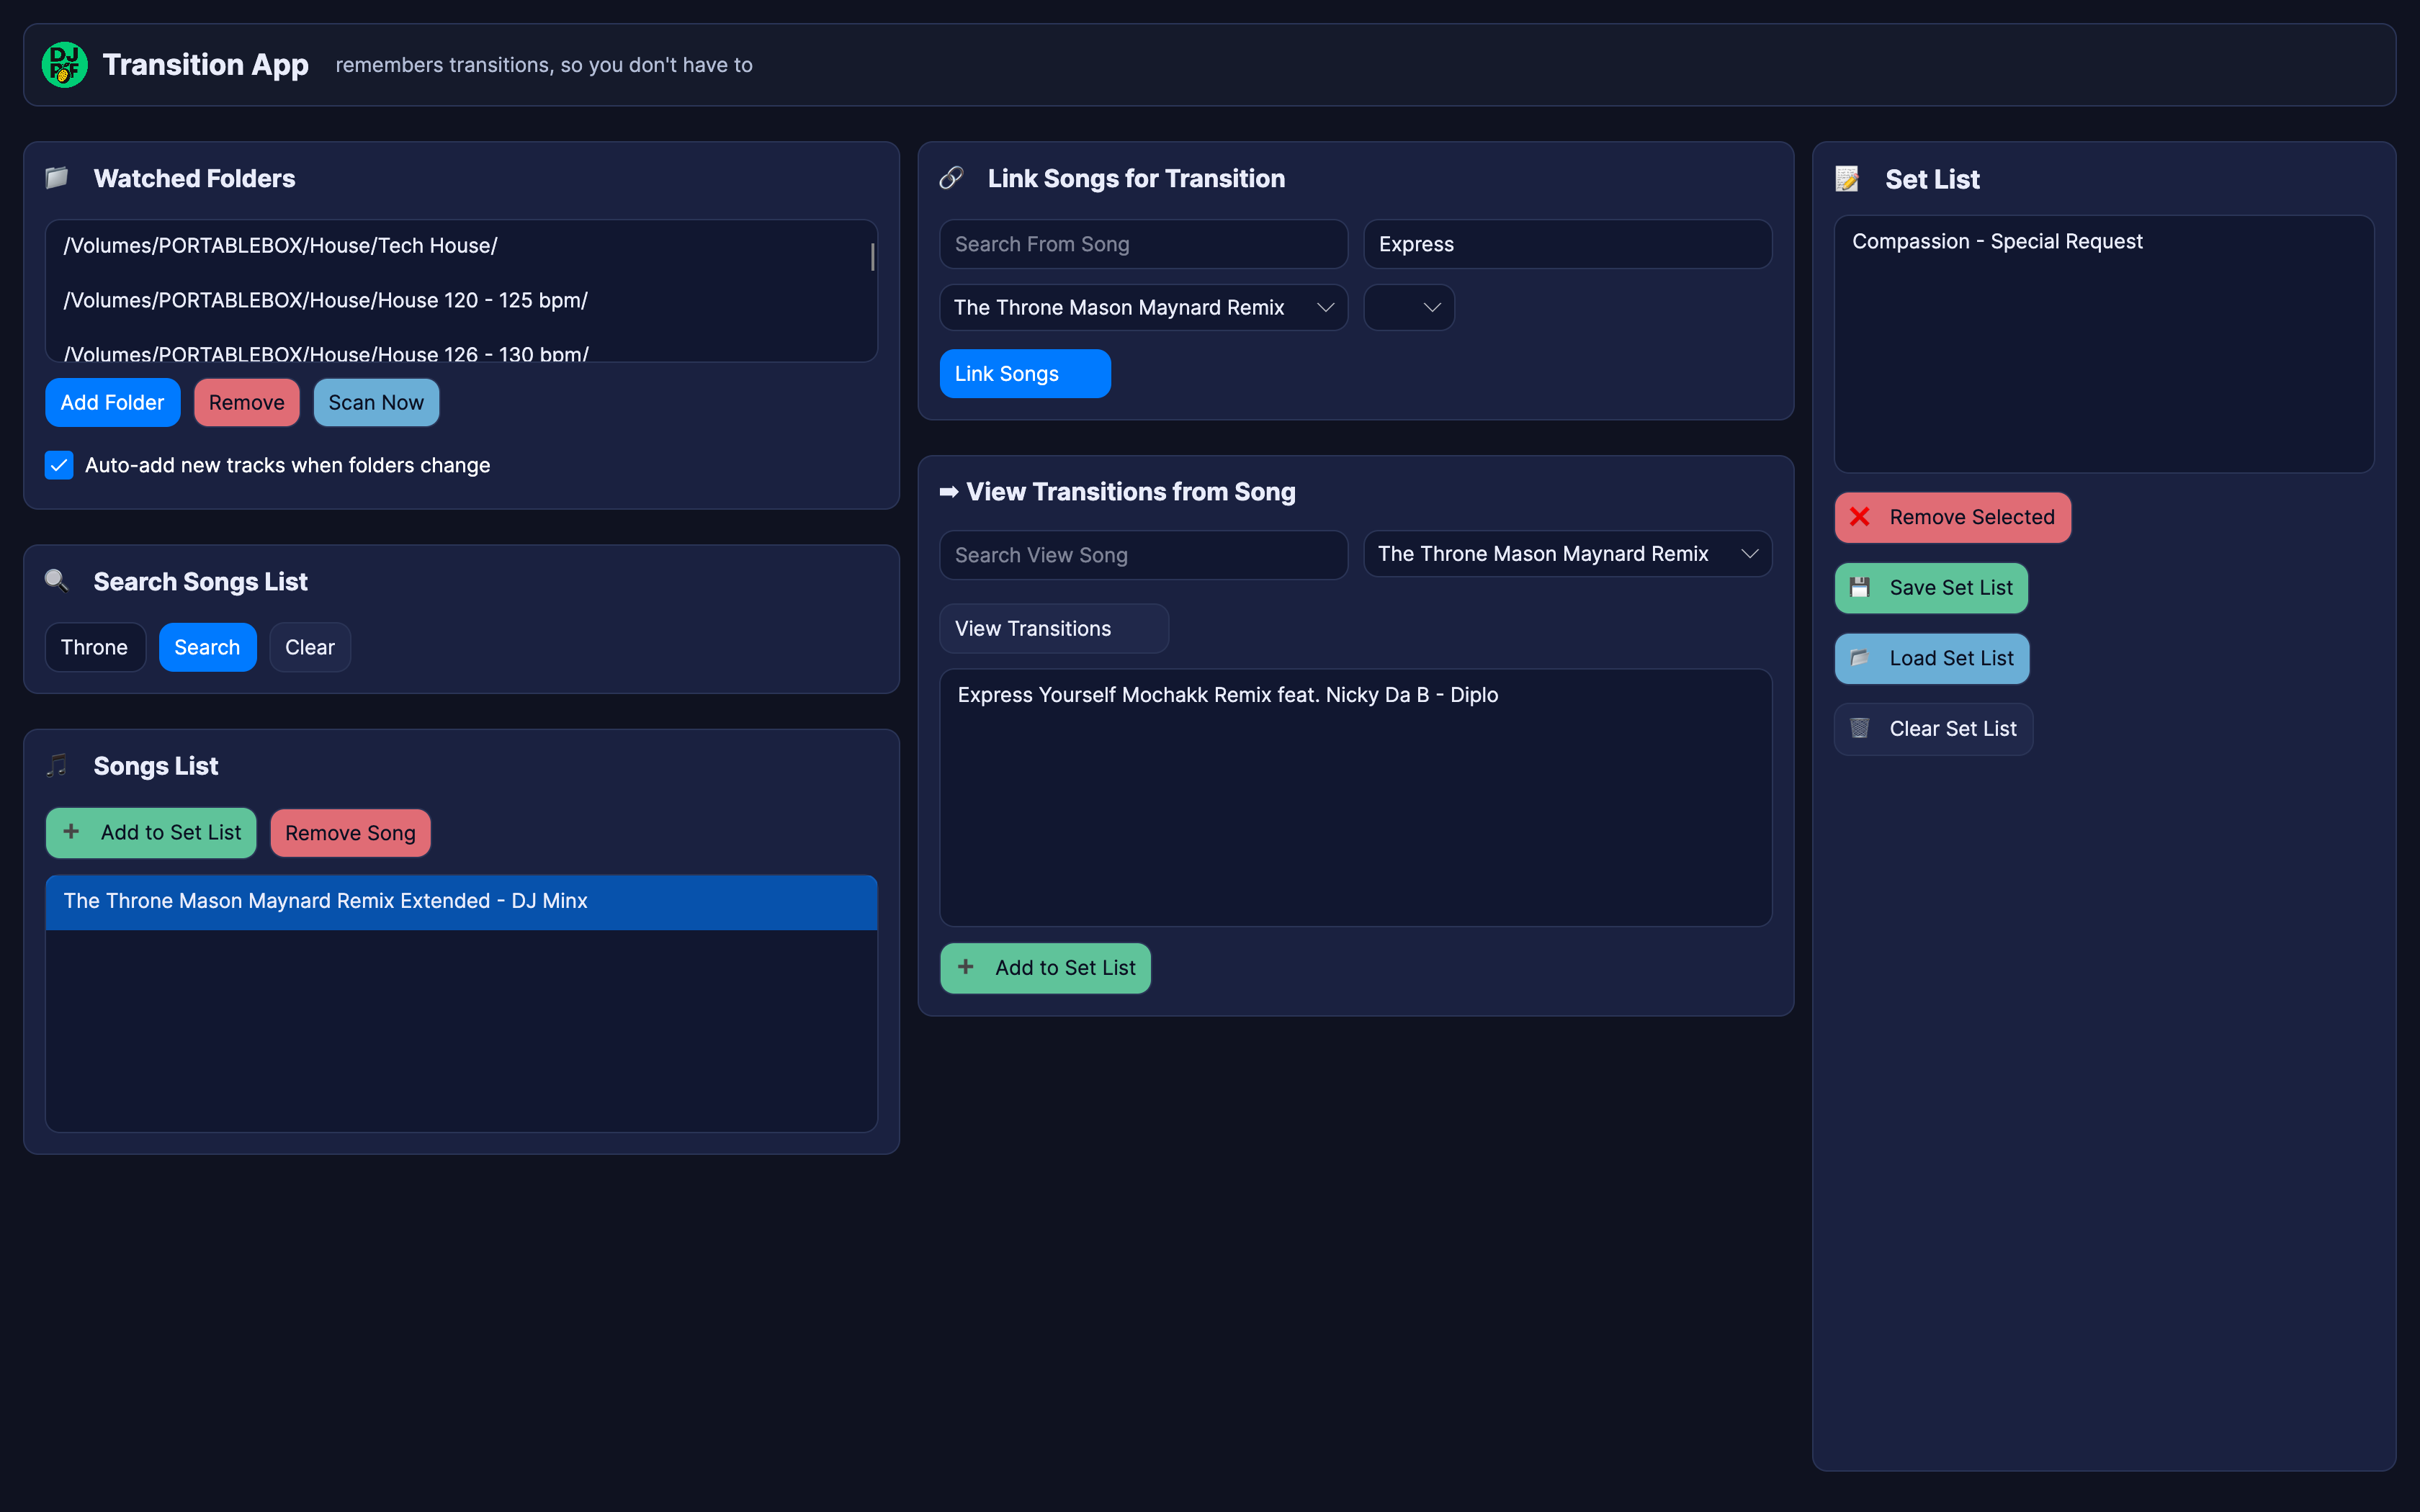 DJ
Transition App
remembers transitions, so you don't have to
Watched Folders
/Volumes/PORTABLEBOX/House/Tech House/
/Volumes/PORTABLEBOX/House/House 120 - 125 bpm/
/Volumes/PORTABLEBOX/House/House 126 - 130 bpm/
Add Folder
Remove
Scan Now
Auto-add new tracks when folders change
Search Songs List
Throne
Search
Clear
Songs List
Add to Set List
Remove Song
The Throne Mason Maynard Remix Extended - DJ Minx
Link Songs for Transition
Search From Song
Express
The Throne Mason Maynard Remix
Link Songs
View Transitions from Song
Search View Song
The Throne Mason Maynard Remix
View Transitions
Express Yourself Mochakk Remix feat. Nicky Da B - Diplo
Add to Set List
Set List
Compassion - Special Request
Remove Selected
Save Set List
Load Set List
Clear Set List